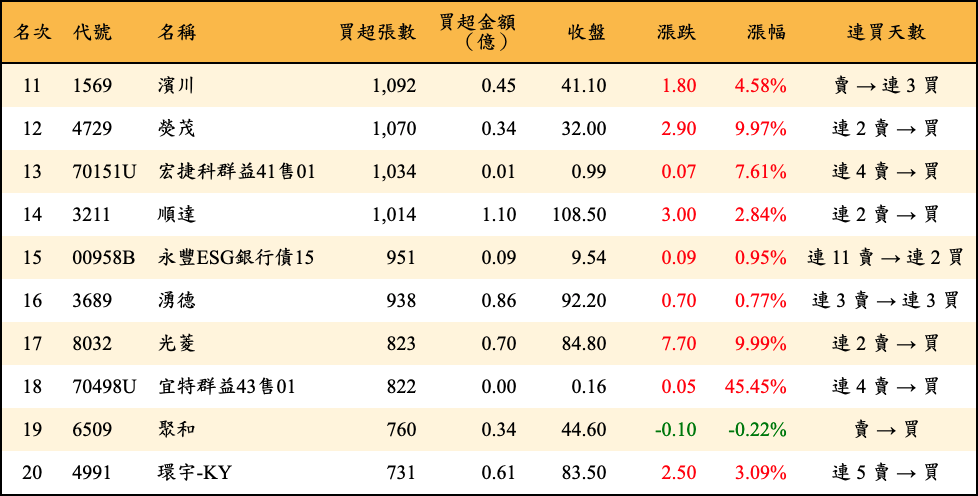 名次 代號 名稱 買超張數 買超金額（億） 收盤 漲跌 漲幅 連買天數
11 1569 濱川 1,092 0.45 41.10 1.80 4.58% 賣 → 連 3 買
12 4729 熒茂 1,070 0.34 32.00 2.90 9.97% 連 2 賣 → 買
13 70151U 宏捷科群益41售01 1,034 0.01 0.99 0.07 7.61% 連 4 賣 → 買
14 3211 順達 1,014 1.10 108.50 3.00 2.84% 連 2 賣 → 買
15 00958B 永豐ESG銀行債15 951 0.09 9.54 0.09 0.95% 連 11 賣 → 連 2 買
16 3689 湧德 938 0.86 92.20 0.70 0.77% 連 3 賣 → 連 3 買
17 8032 光菱 823 0.70 84.80 7.70 9.99% 連 2 賣 → 買
18 70498U 宜特群益43售01 822 0.00 0.16 0.05 45.45% 連 4 賣 → 買
19 6509 聚和 760 0.34 44.60 -0.10 -0.22% 賣 → 買
20 4991 環宇-KY 731 0.61 83.50 2.50 3.09% 連 5 賣 → 買